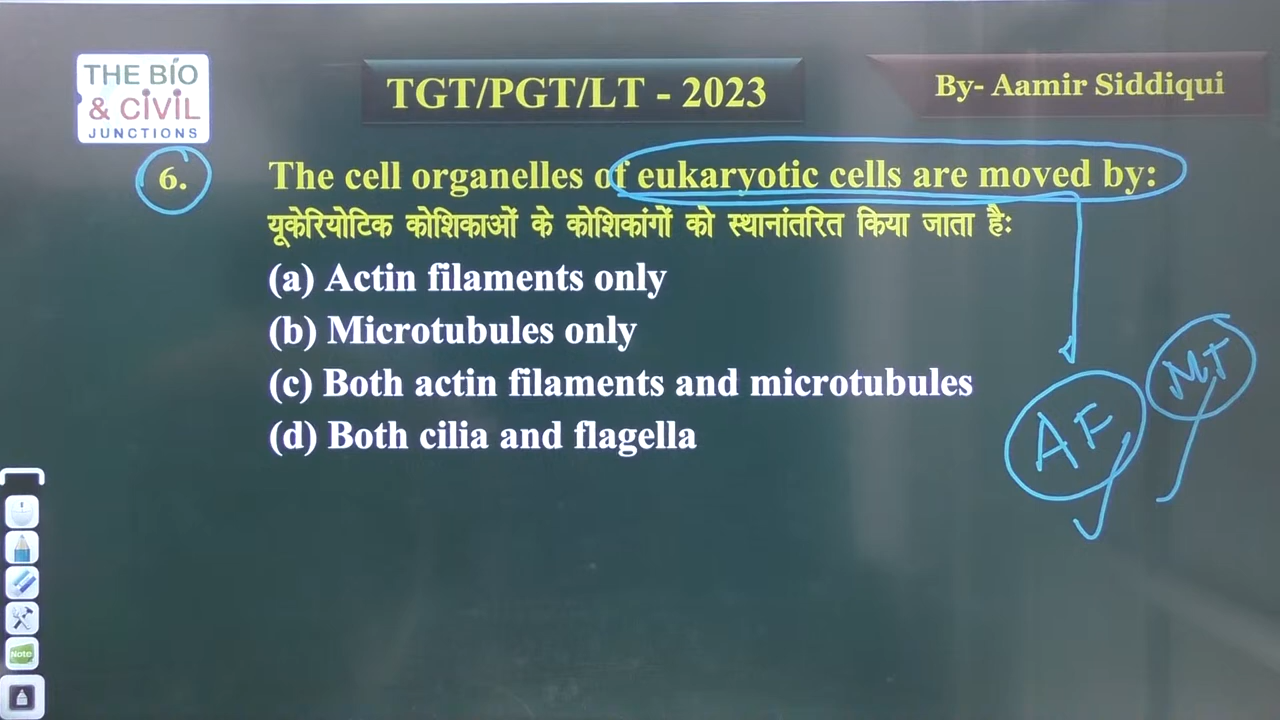 THE BIO
& CIVIL
JUNCTIONS
TGT/PGT/LT - 2023
By- Aamir Siddiqui
6. The cell organelles of eukaryotic cells are moved by:
यूकेरियोटिक कोशिकाओं के कोशिकांगों को स्थानांतरित किया जाता है:
(a) Actin filaments only
(b) Microtubules only
(c) Both actin filaments and microtubules
(d) Both cilia and flagella
MT
AF
Note